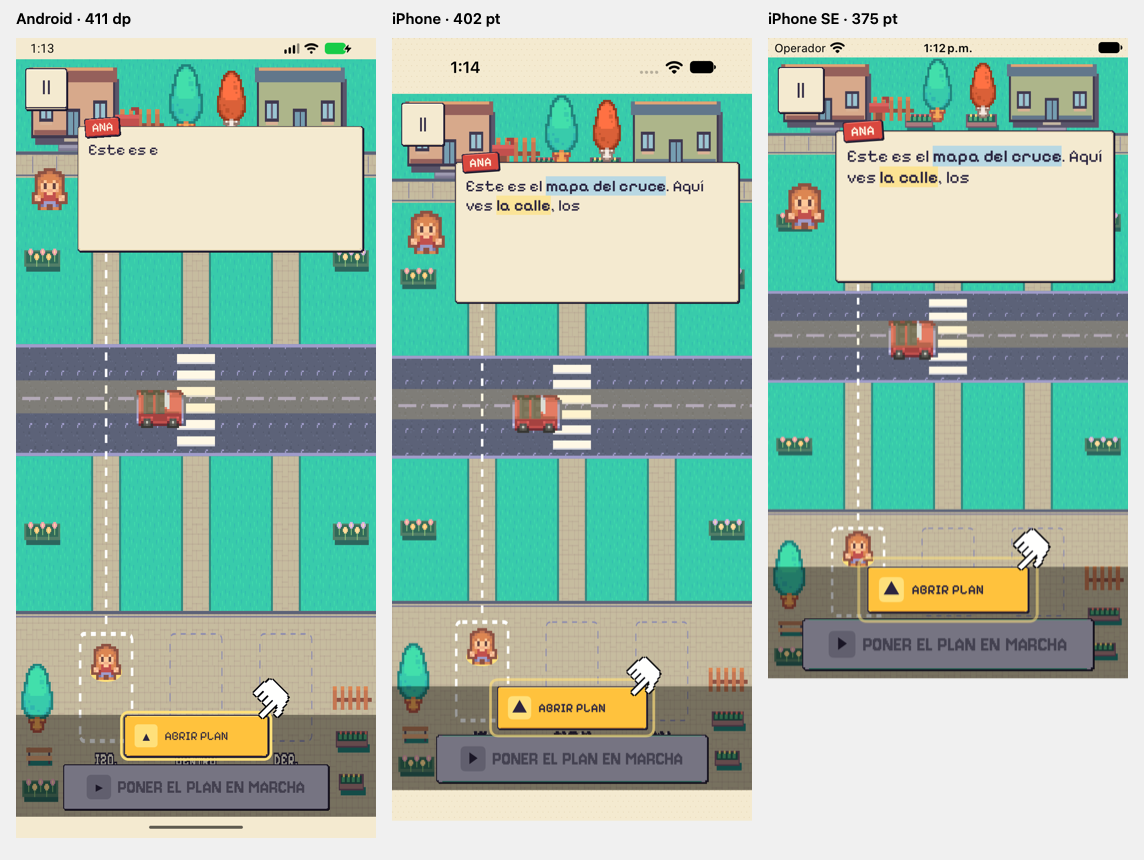 Android · 411 dp
1:13
ANA
Este es e
ABRIR PLAN
IZQ.
CENTRO
DER.
PONER EL PLAN EN MARCHA
iPhone · 402 pt
1:14
ANA
Este es el mapa del cruce. Aquí
ves la calle, los
ABRIR PLAN
PONER EL PLAN EN MARCHA
iPhone SE · 375 pt
Operador
1:12 p.m.
ANA
Este es el mapa del cruce. Aquí
ves la calle, los
ABRIR PLAN
PONER EL PLAN EN MARCHA